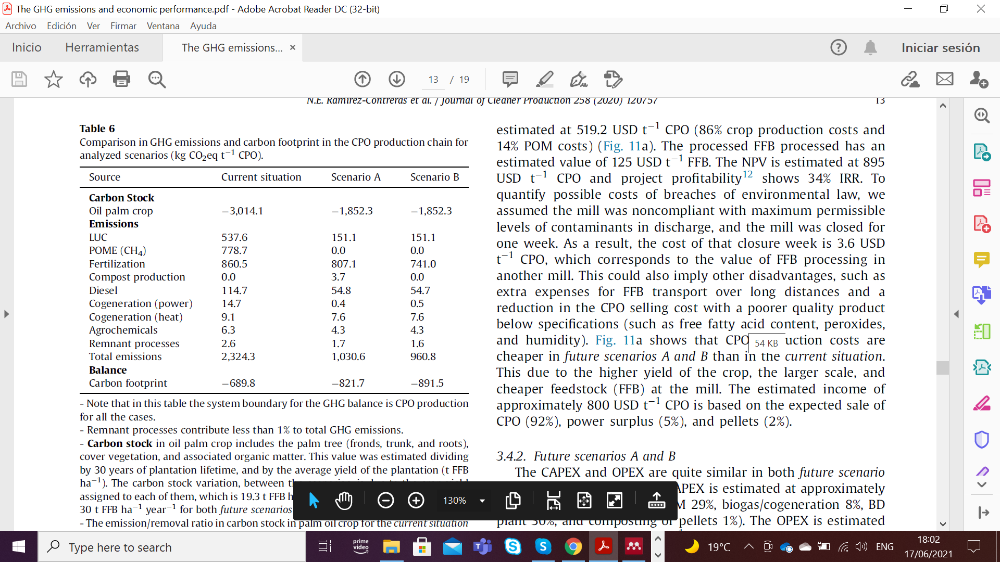 The GHG emissions and economic performance.pdf - Adobe Acrobat Reader DC (32-bit)
Archivo Edición Ver Firmar Ventana Ayuda
Inicio Herramientas The GHG emissions... × Iniciar sesión
13 / 19
N.E. Ramirez-Contreras et al. / Journal of Cleaner Production 258 (2020) 120757 13
Table 6
Comparison in GHG emissions and carbon footprint in the CPO production chain for
analyzed scenarios (kg CO₂eq t⁻¹ CPO).
Source Current situation Scenario A Scenario B
Carbon Stock
Oil palm crop −3,014.1 −1,852.3 −1,852.3
Emissions
LUC 537.6 151.1 151.1
POME (CH₄) 778.7 0.0 0.0
Fertilization 860.5 807.1 741.0
Compost production 0.0 3.7 0.0
Diesel 114.7 54.8 54.7
Cogeneration (power) 14.7 0.4 0.5
Cogeneration (heat) 9.1 7.6 7.6
Agrochemicals 6.3 4.3 4.3
Remnant processes 2.6 1.7 1.6
Total emissions 2,324.3 1,030.6 960.8
Balance
Carbon footprint −689.8 −821.7 −891.5
- Note that in this table the system boundary for the GHG balance is CPO production
for all the cases.
- Remnant processes contribute less than 1% to total GHG emissions.
- Carbon stock in oil palm crop includes the palm tree (fronds, trunk, and roots),
cover vegetation, and associated organic matter. This value was estimated dividing
by 30 years of plantation lifetime, and by the average yield of the plantation (t FFB
ha⁻¹). The carbon stock variation, between
assigned to each of them, which is 19.3 t FFB h
30 t FFB ha⁻¹ year⁻¹ for both future scenarios
- The emission/removal ratio in carbon stock in palm oil crop for the current situation
estimated at 519.2 USD t⁻¹ CPO (86% crop production costs and
14% POM costs) (Fig. 11a). The processed FFB processed has an
estimated value of 125 USD t⁻¹ FFB. The NPV is estimated at 895
USD t⁻¹ CPO and project profitability¹² shows 34% IRR. To
quantify possible costs of breaches of environmental law, we
assumed the mill was noncompliant with maximum permissible
levels of contaminants in discharge, and the mill was closed for
one week. As a result, the cost of that closure week is 3.6 USD
t⁻¹ CPO, which corresponds to the value of FFB processing in
another mill. This could also imply other disadvantages, such as
extra expenses for FFB transport over long distances and a
reduction in the CPO selling cost with a poorer quality product
below specifications (such as free fatty acid content, peroxides,
and humidity). Fig. 11a shows that CPO 54 KB uction costs are
cheaper in future scenarios A and B than in the current situation.
This due to the higher yield of the crop, the larger scale, and
cheaper feedstock (FFB) at the mill. The estimated income of
approximately 800 USD t⁻¹ CPO is based on the expected sale of
CPO (92%), power surplus (5%), and pellets (2%).
3.4.2. Future scenarios A and B
The CAPEX and OPEX are quite similar in both future scenario
APEX is estimated at approximately
M 29%, biogas/cogeneration 8%, BD
plant 30%, and composting or pellets 1%). The OPEX is estimated
130%
Type here to search
prime
video
19°C ENG
18:02
17/06/2021